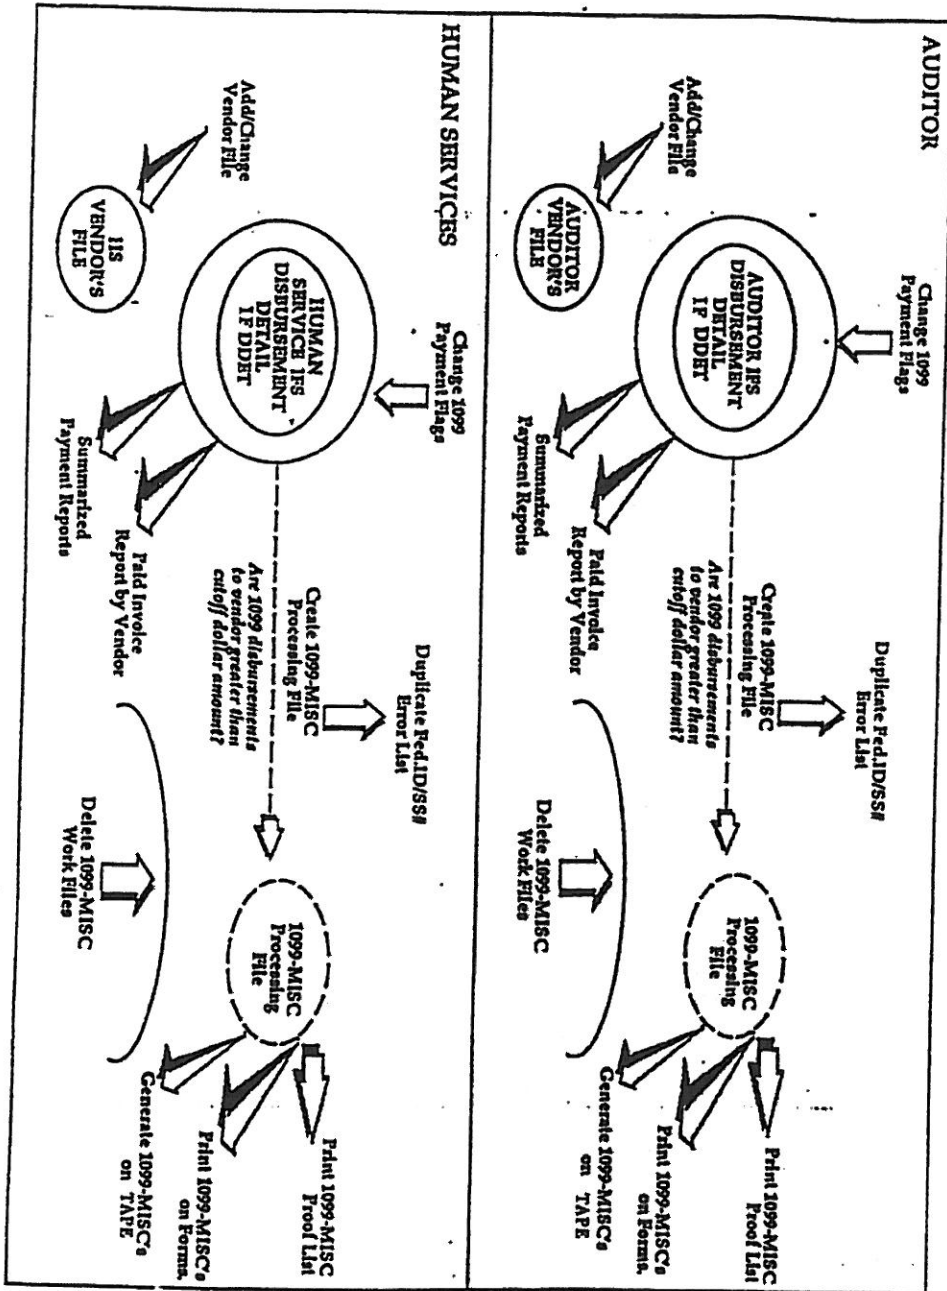 AUDITOR
Add/Change
Vendor File
AUDITOR
VENDOR'S
FILE
Change 1099
Payment Flags
AUDITOR IFS
DISBURSEMENT
DETAIL
IF DDET
Summarized
Payment Reports
Paid Invoice
Report by Vendor
Duplicate Fed.ID/SS#
Error List
Create 1099-MISC
Processing File
Are 1099 disbursements
to vendor greater than
cutoff dollar amount?
Delete 1099-MISC
Work Files
1099-MISC
Processing
File
Print 1099-MISC
Proof List
Print 1099-MISC's
on Forms.
Generate 1099-MISC's
on TAPE
HUMAN SERVICES
Add/Change
Vendor File
HS
VENDOR'S
FILE
Change 1099
Payment Flags
HUMAN
SERVICE IFS
DISBURSEMENT
DETAIL
IF DDET
Summarized
Payment Reports
Paid Invoice
Report by Vendor
Duplicate Fed.ID/SS#
Error List
Create 1099-MISC
Processing File
Are 1099 disbursements
to vendor greater than
cutoff dollar amount?
Delete 1099-MISC
Work Files
1099-MISC
Processing
File
Print 1099-MISC
Proof List
Print 1099-MISC's
on Forms.
Generate 1099-MISC's
on TAPE